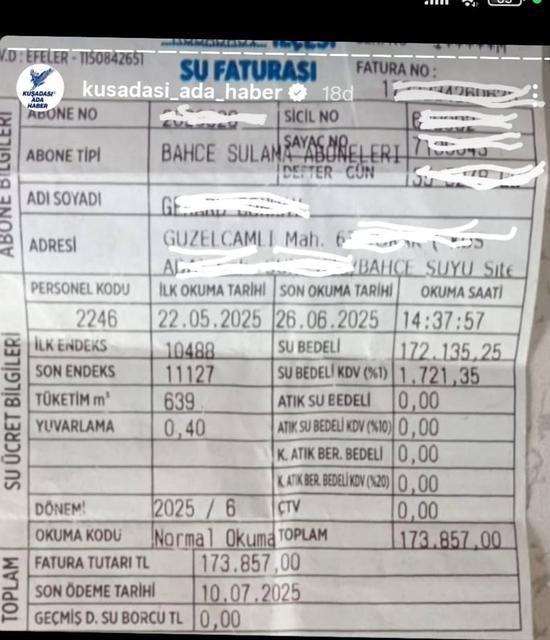 V.D : EFELER - 1150842651
SU FATURASI
FATURA NO :
KUŞADASI
ADA
HABER
kusadasi_ada_haber 18d
ABONE BİLGİLERİ
ABONE NO
SİCİL NO
ABONE TİPİ BAHCE SULAMA ABONELERI
SAYAÇ NO
DEFTER GÜN
ADI SOYADI
ADRESİ GUZELCAMLI Mah.
BAHCE SUYU Site
SU ÜCRET BİLGİLERİ
PERSONEL KODU İLK OKUMA TARİHİ SON OKUMA TARİHİ OKUMA SAATİ
2246 22.05.2025 26.06.2025 14:37:57
İLK ENDEKS 10488 SU BEDELİ 172.135,25
SON ENDEKS 11127 SU BEDELİ KDV (%1) 1.721,35
TÜKETİM m³ 639 ATIK SU BEDELİ 0,00
YUVARLAMA 0,40 ATIK SU BEDELİ KDV (%10) 0,00
K. ATIK BER. BEDELİ 0,00
K. ATIK BER. BEDELİ KDV (%20) 0,00
DÖNEMİ 2025 / 6 ÇTV 0,00
OKUMA KODU Normal Okuma TOPLAM 173.857,00
TOPLAM
FATURA TUTARI TL 173.857,00
SON ÖDEME TARİHİ 10.07.2025
GEÇMİŞ D. SU BORCU TL 0,00